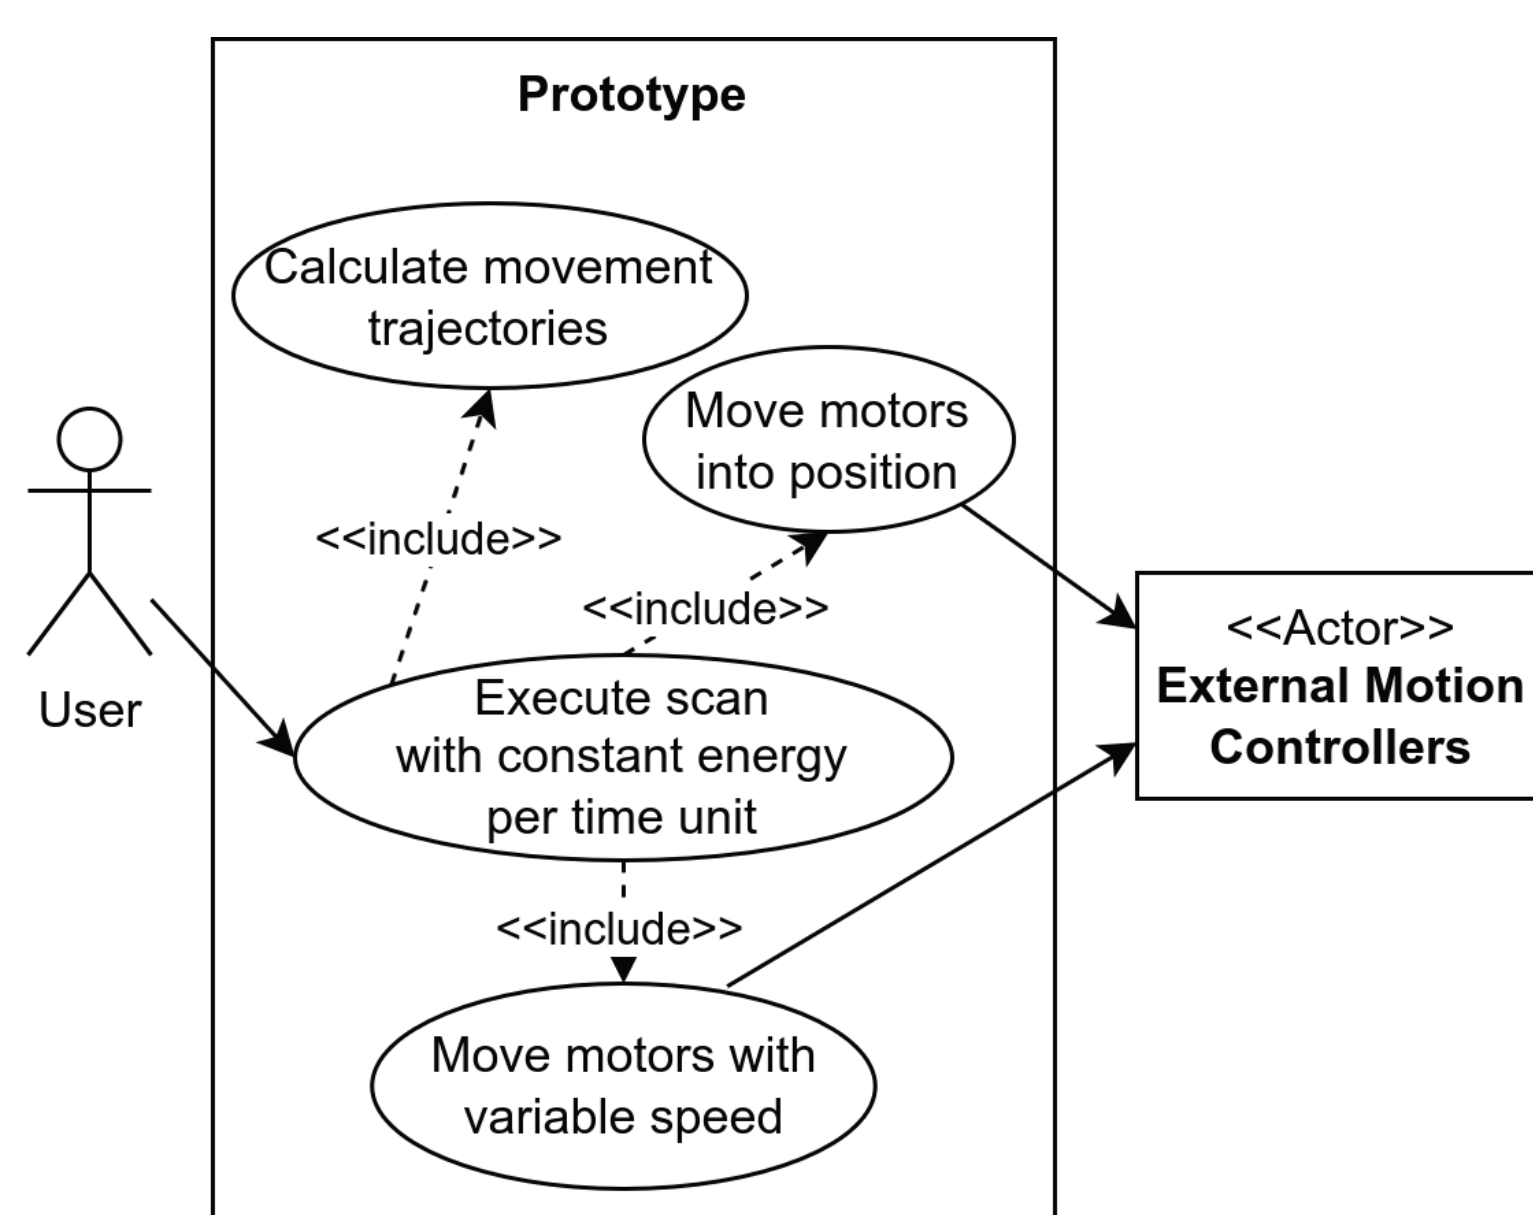 Prototype
Calculate movement
trajectories
Move motors
into position
<<include>>
<<include>>
<<Actor>>
External Motion
Controllers
User
Execute scan
with constant energy
per time unit
<<include>>
Move motors with
variable speed